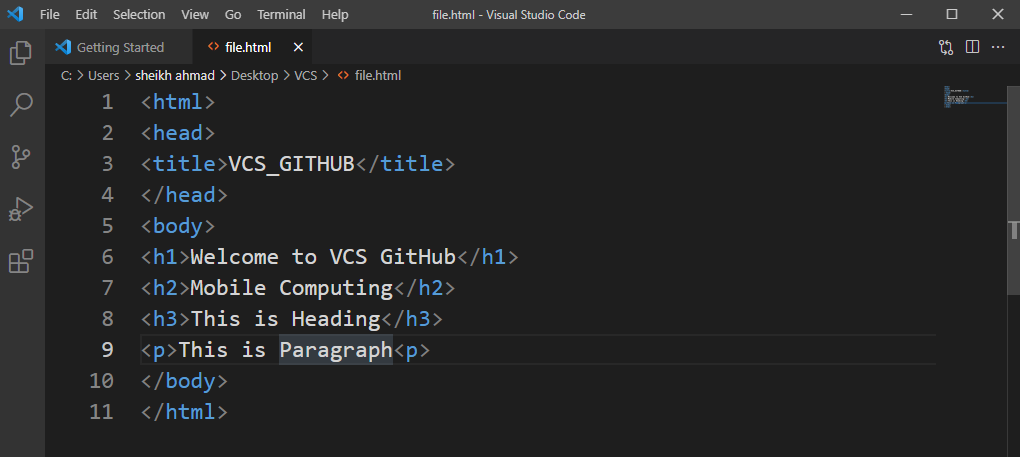 File Edit Selection View Go Terminal Help file.html - Visual Studio Code
Getting Started file.html
C: > Users > sheikh ahmad > Desktop > VCS > file.html
1 <html>
2 <head>
3 <title>VCS_GITHUB</title>
4 </head>
5 <body>
6 <h1>Welcome to VCS GitHub</h1>
7 <h2>Mobile Computing</h2>
8 <h3>This is Heading</h3>
9 <p>This is Paragraph<p>
10 </body>
11 </html>